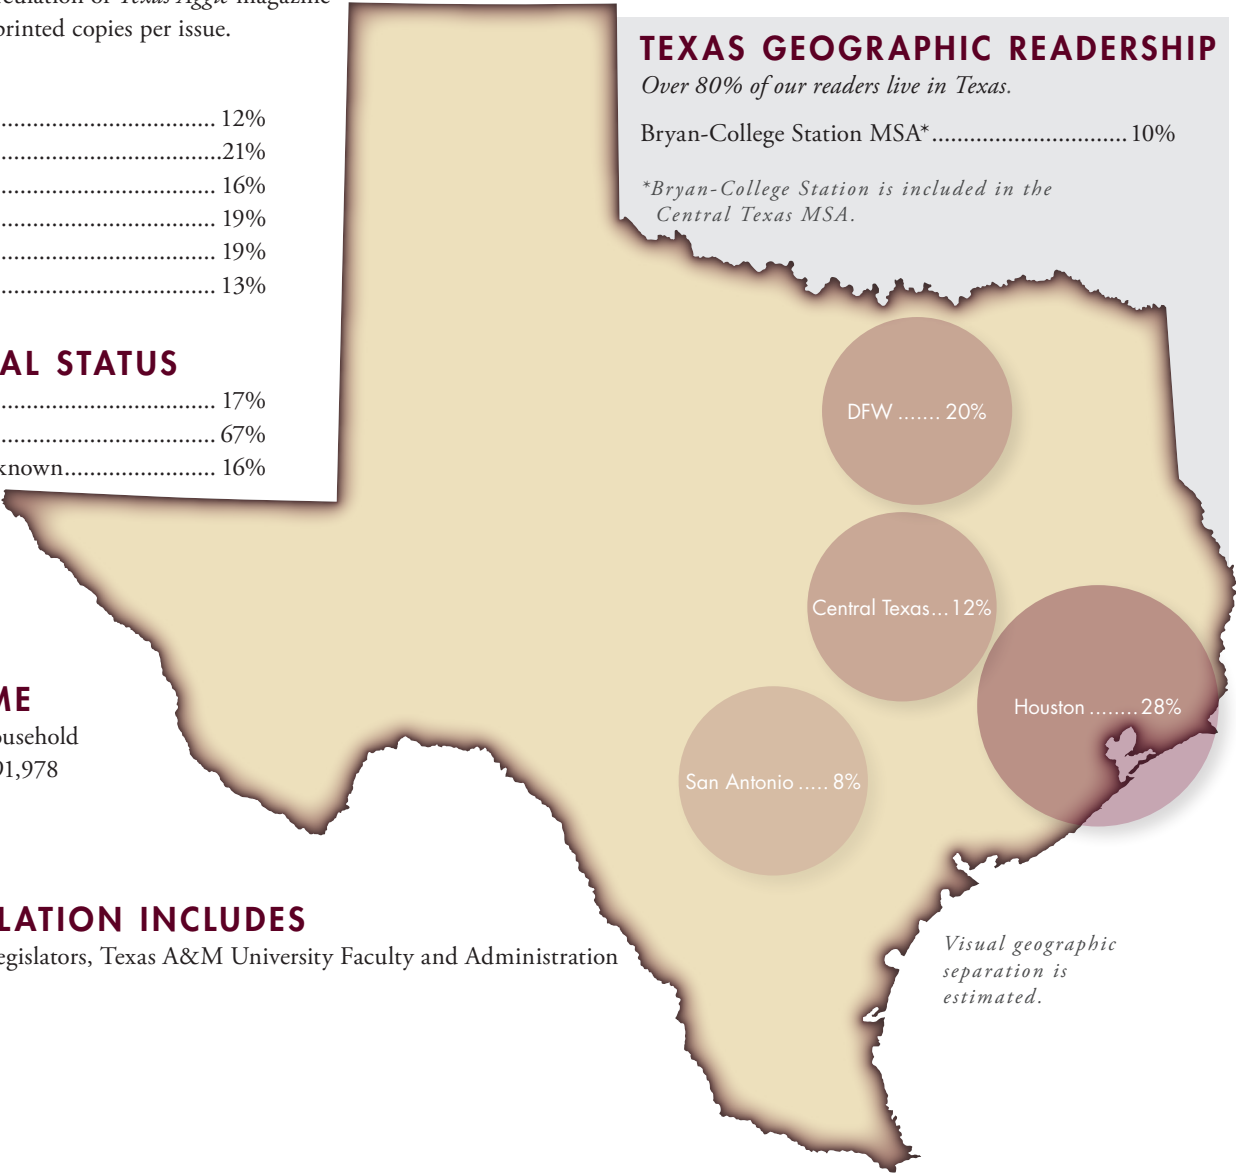 printed copies per issue.
12%
21%
16%
19%
19%
13%
AL STATUS
17%
67%
known 16%
ME
ousehold
91,978
LATION INCLUDES
egislators, Texas A&M University Faculty and Administration
TEXAS GEOGRAPHIC READERSHIP
Over 80% of our readers live in Texas.
Bryan-College Station MSA* 10%
*Bryan-College Station is included in the
Central Texas MSA.
DFW ....... 20%
Central Texas... 12%
Houston ........ 28%
San Antonio ..... 8%
Visual geographic
separation is
estimated.